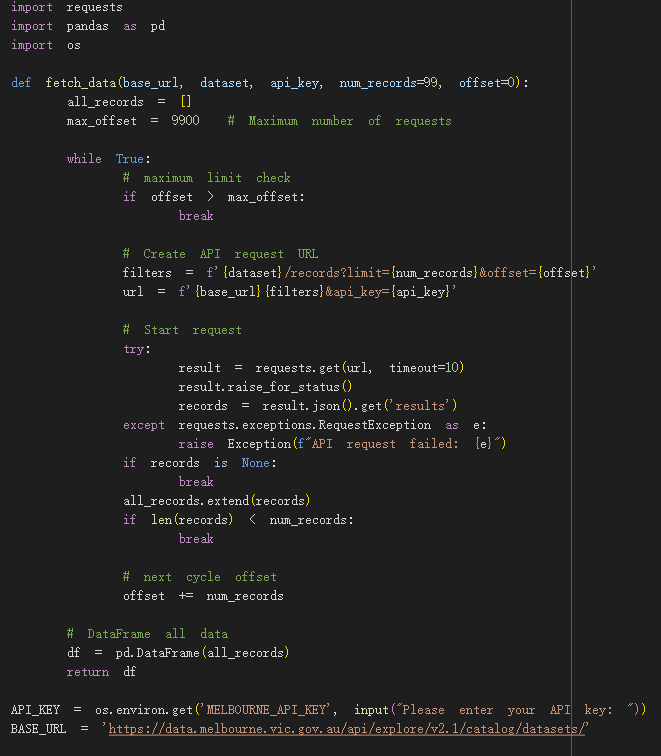 import requests
import pandas as pd
import os
def fetch_data(base_url, dataset, api_key, num_records=99, offset=0):
all_records = []
max_offset = 9900 # Maximum number of requests
while True:
# maximum limit check
if offset > max_offset:
break
# Create API request URL
filters = f'{dataset}/records?limit={num_records}&offset={offset}'
url = f'{base_url}{filters}&api_key={api_key}'
# Start request
try:
result = requests.get(url, timeout=10)
result.raise_for_status()
records = result.json().get('results')
except requests.exceptions.RequestException as e:
raise Exception(f"API request failed: {e}")
if records is None:
break
all_records.extend(records)
if len(records) < num_records:
break
# next cycle offset
offset += num_records
# DataFrame all data
df = pd.DataFrame(all_records)
return df
API_KEY = os.environ.get('MELBOURNE_API_KEY', input("Please enter your API key: "))
BASE_URL = 'https://data.melbourne.vic.gov.au/api/explore/v2.1/catalog/datasets/'